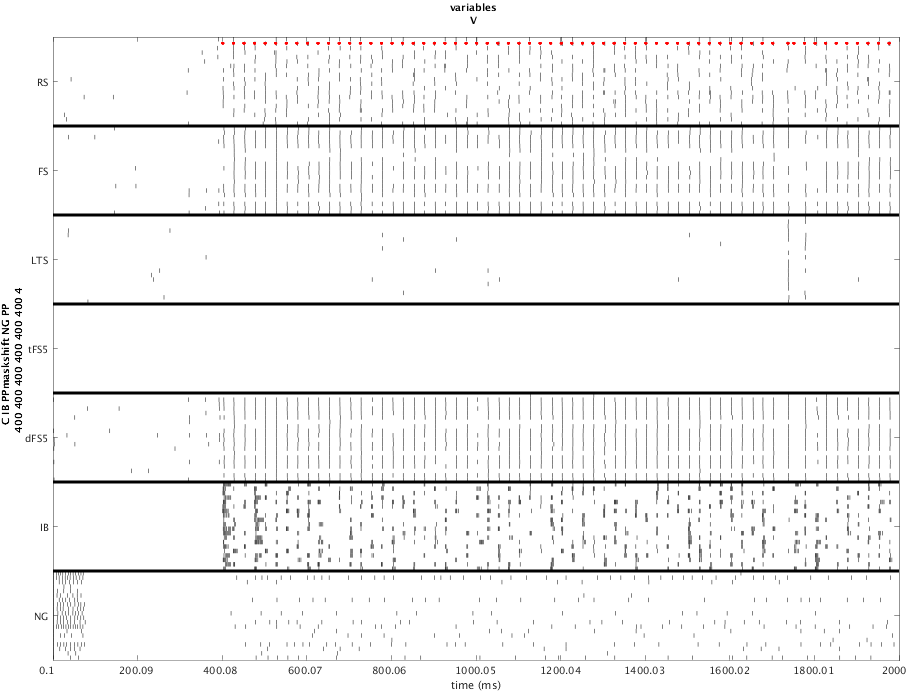 variables
V
RS
FS
LTS
tFS5
dFS5
IB
NG
C IB PPmaskshift NG PP
400 400 400 400 400 400 4
0.1 200.09 400.08 600.07 800.06 1000.05 1200.04 1400.03 1600.02 1800.01 2000
time (ms)